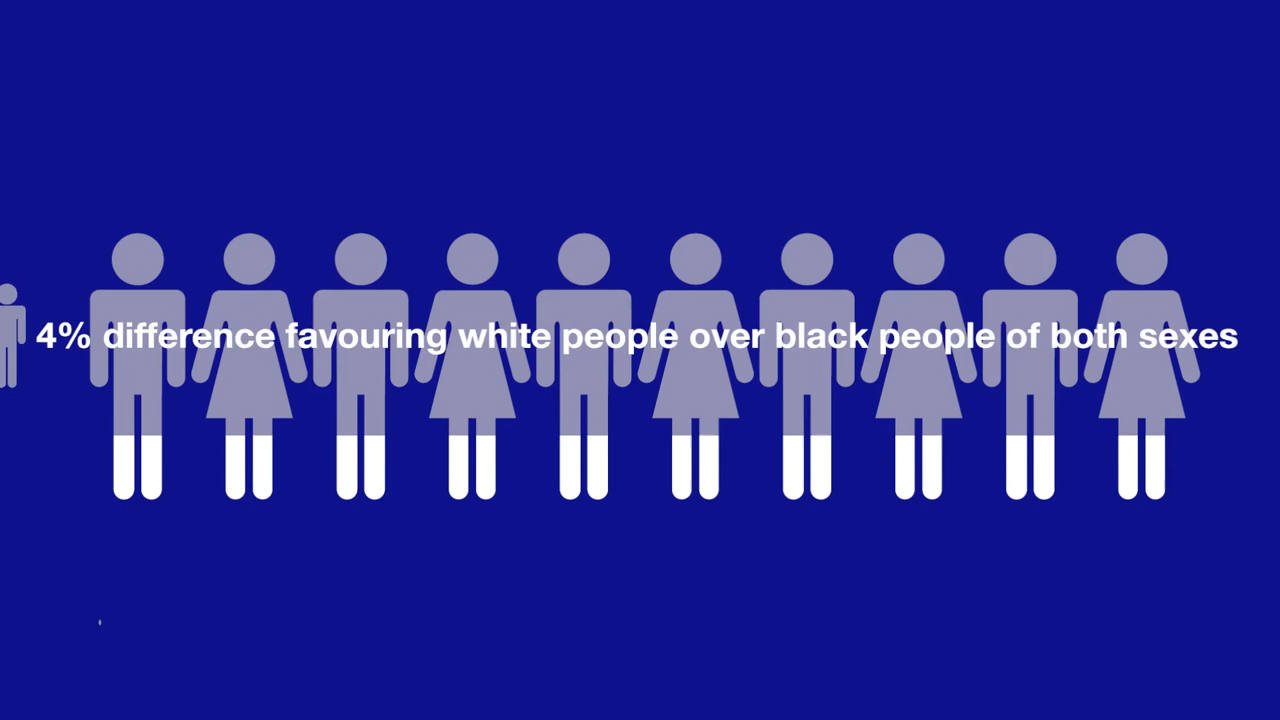 4% difference favouring white people over black people of both sexes